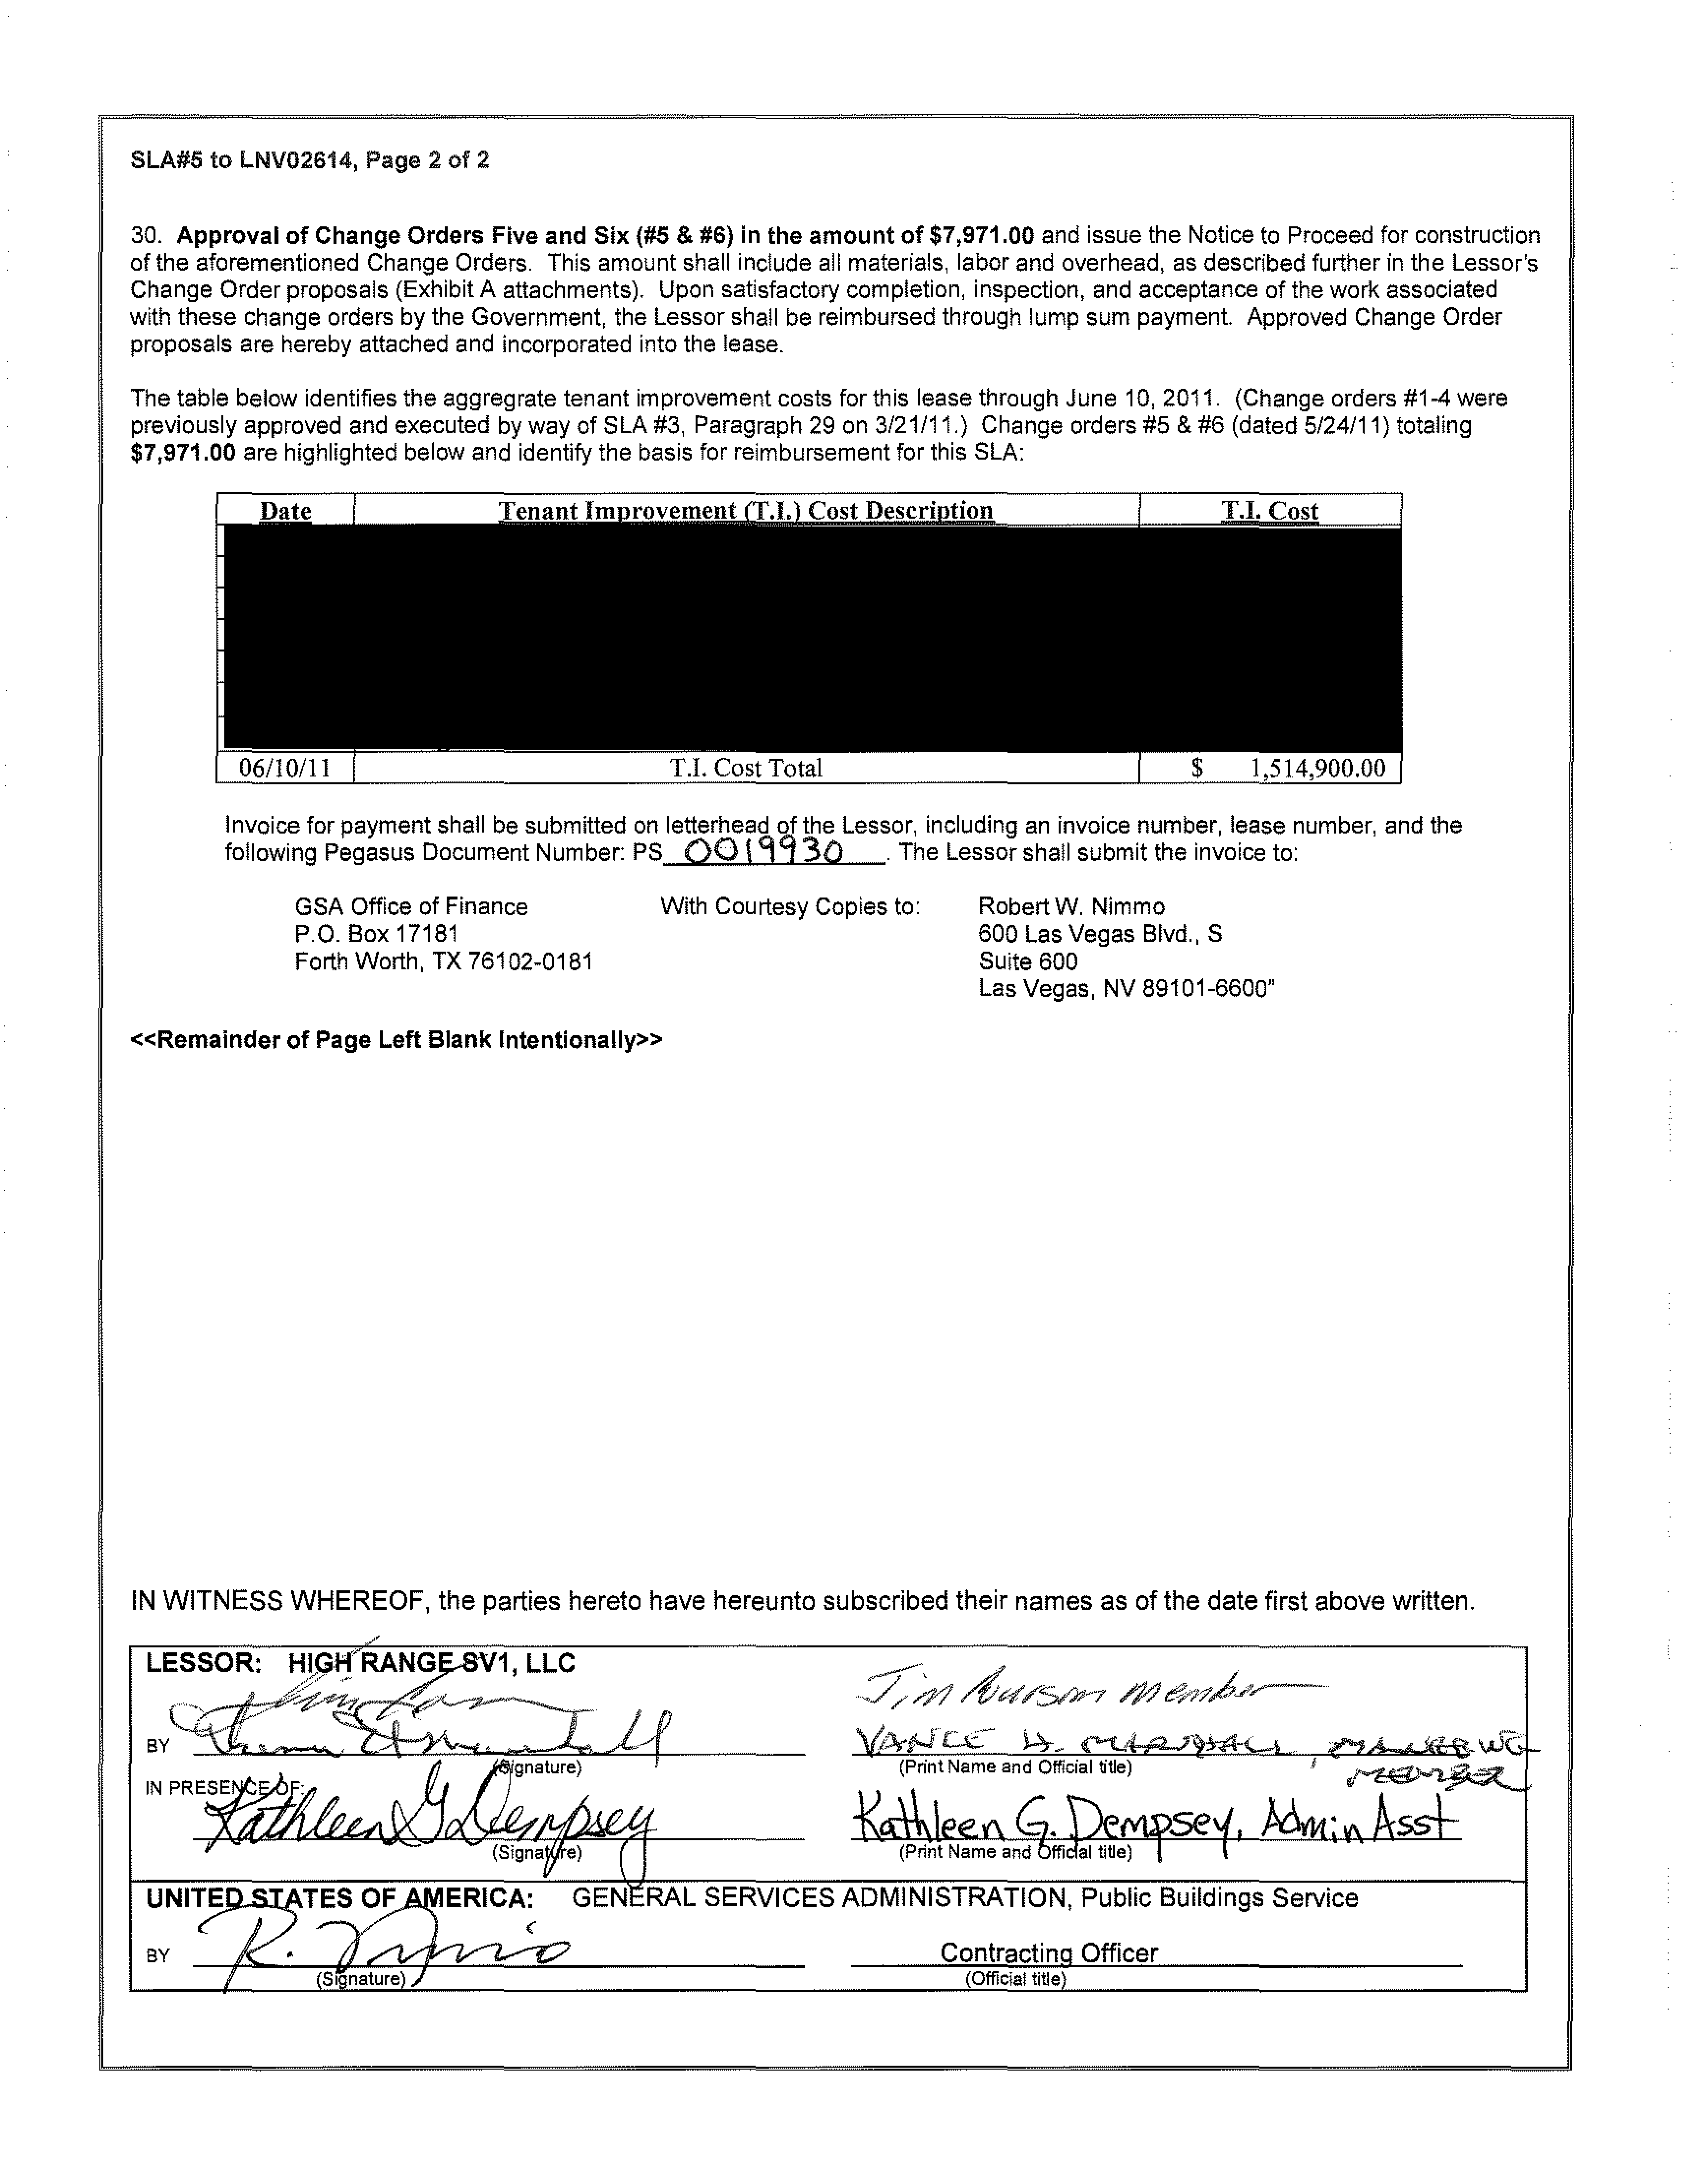 SLA#5 to LNV02614, Page 2 of 2
30. Approval of Change Orders Five and Six (#5 & #6) in the amount of $7,971.00 and issue the Notice to Proceed for construction
of the aforementioned Change Orders. This amount shall include all materials, labor and overhead, as described further in the Lessor's
Change Order proposals (Exhibit A attachments). Upon satisfactory completion, inspection, and acceptance of the work associated
with these change orders by the Government, the Lessor shall be reimbursed through lump sum payment. Approved Change Order
proposals are hereby attached and incorporated into the lease.
The table below identifies the aggregrate tenant improvement costs for this lease through June 10, 2011. (Change orders #1-4 were
previously approved and executed by way of SLA #3, Paragraph 29 on 3/21/11.) Change orders #5 & #6 (dated 5/24/11) totaling
$7,971.00 are highlighted below and identify the basis for reimbursement for this SLA:
Date Tenant Improvement (T.I.) Cost Description T.I. Cost
06/10/11 T.I. Cost Total $ 1,514,900.00
Invoice for payment shall be submitted on letterhead of the Lessor, including an invoice number, lease number, and the
following Pegasus Document Number: PS 0019930 . The Lessor shall submit the invoice to:
GSA Office of Finance With Courtesy Copies to: Robert W. Nimmo
P.O. Box 17181 600 Las Vegas Blvd., S
Forth Worth, TX 76102-0181 Suite 600
Las Vegas, NV 89101-6600"
<<Remainder of Page Left Blank Intentionally>>
IN WITNESS WHEREOF, the parties hereto have hereunto subscribed their names as of the date first above written.
LESSOR: HIGH RANGE SV1, LLC
Jim member
BY VANCE H. MARSHALL, MANAGING
(Signature) (Print Name and Official title) MEMBER
IN PRESENCE OF:
Kathleen G Dempsey Kathleen G. Dempsey, Admin Asst
(Signature) (Print Name and Official title)
UNITED STATES OF AMERICA: GENERAL SERVICES ADMINISTRATION, Public Buildings Service
BY R. Contracting Officer
(Signature) (Official title)